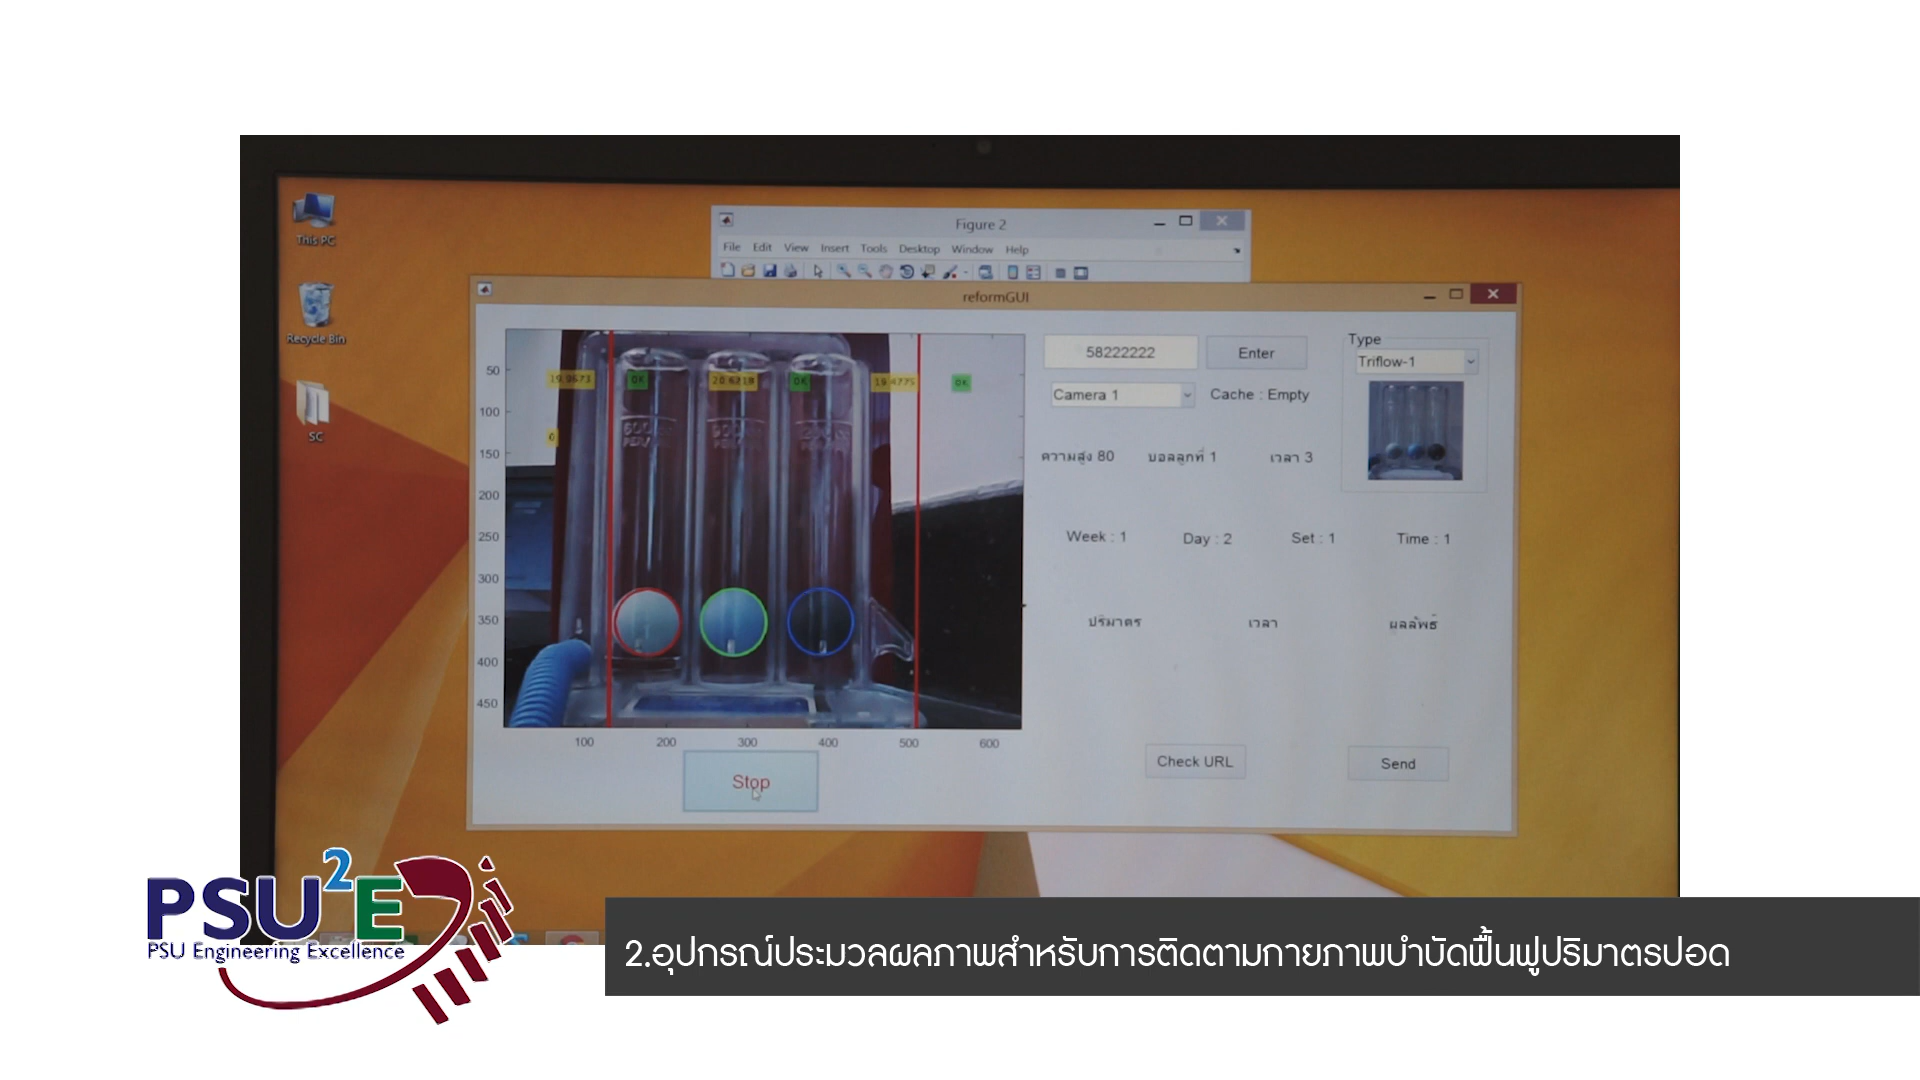 This PC
Recycle Bin
SC
Figure 2
File Edit View Insert Tools Desktop Window Help
reformGUI
50
100
150
200
250
300
350
400
450
100 200 300 400 500 600
OK
OK
OK
0
600
900
58222222
Enter
Type
Triflow-1
Camera 1
Cache : Empty
ความสูง 80
บอลลูกที่ 1
เวลา 3
Week : 1
Day : 2
Set : 1
Time : 1
ปริมาตร
เวลา
ผลลัพธ์
Stop
Check URL
Send
PSU2E
PSU Engineering Excellence
2.อุปกรณ์ประมวลผลภาพสำหรับการติดตามกายภาพบำบัดฟื้นฟูปริมาตรปอด